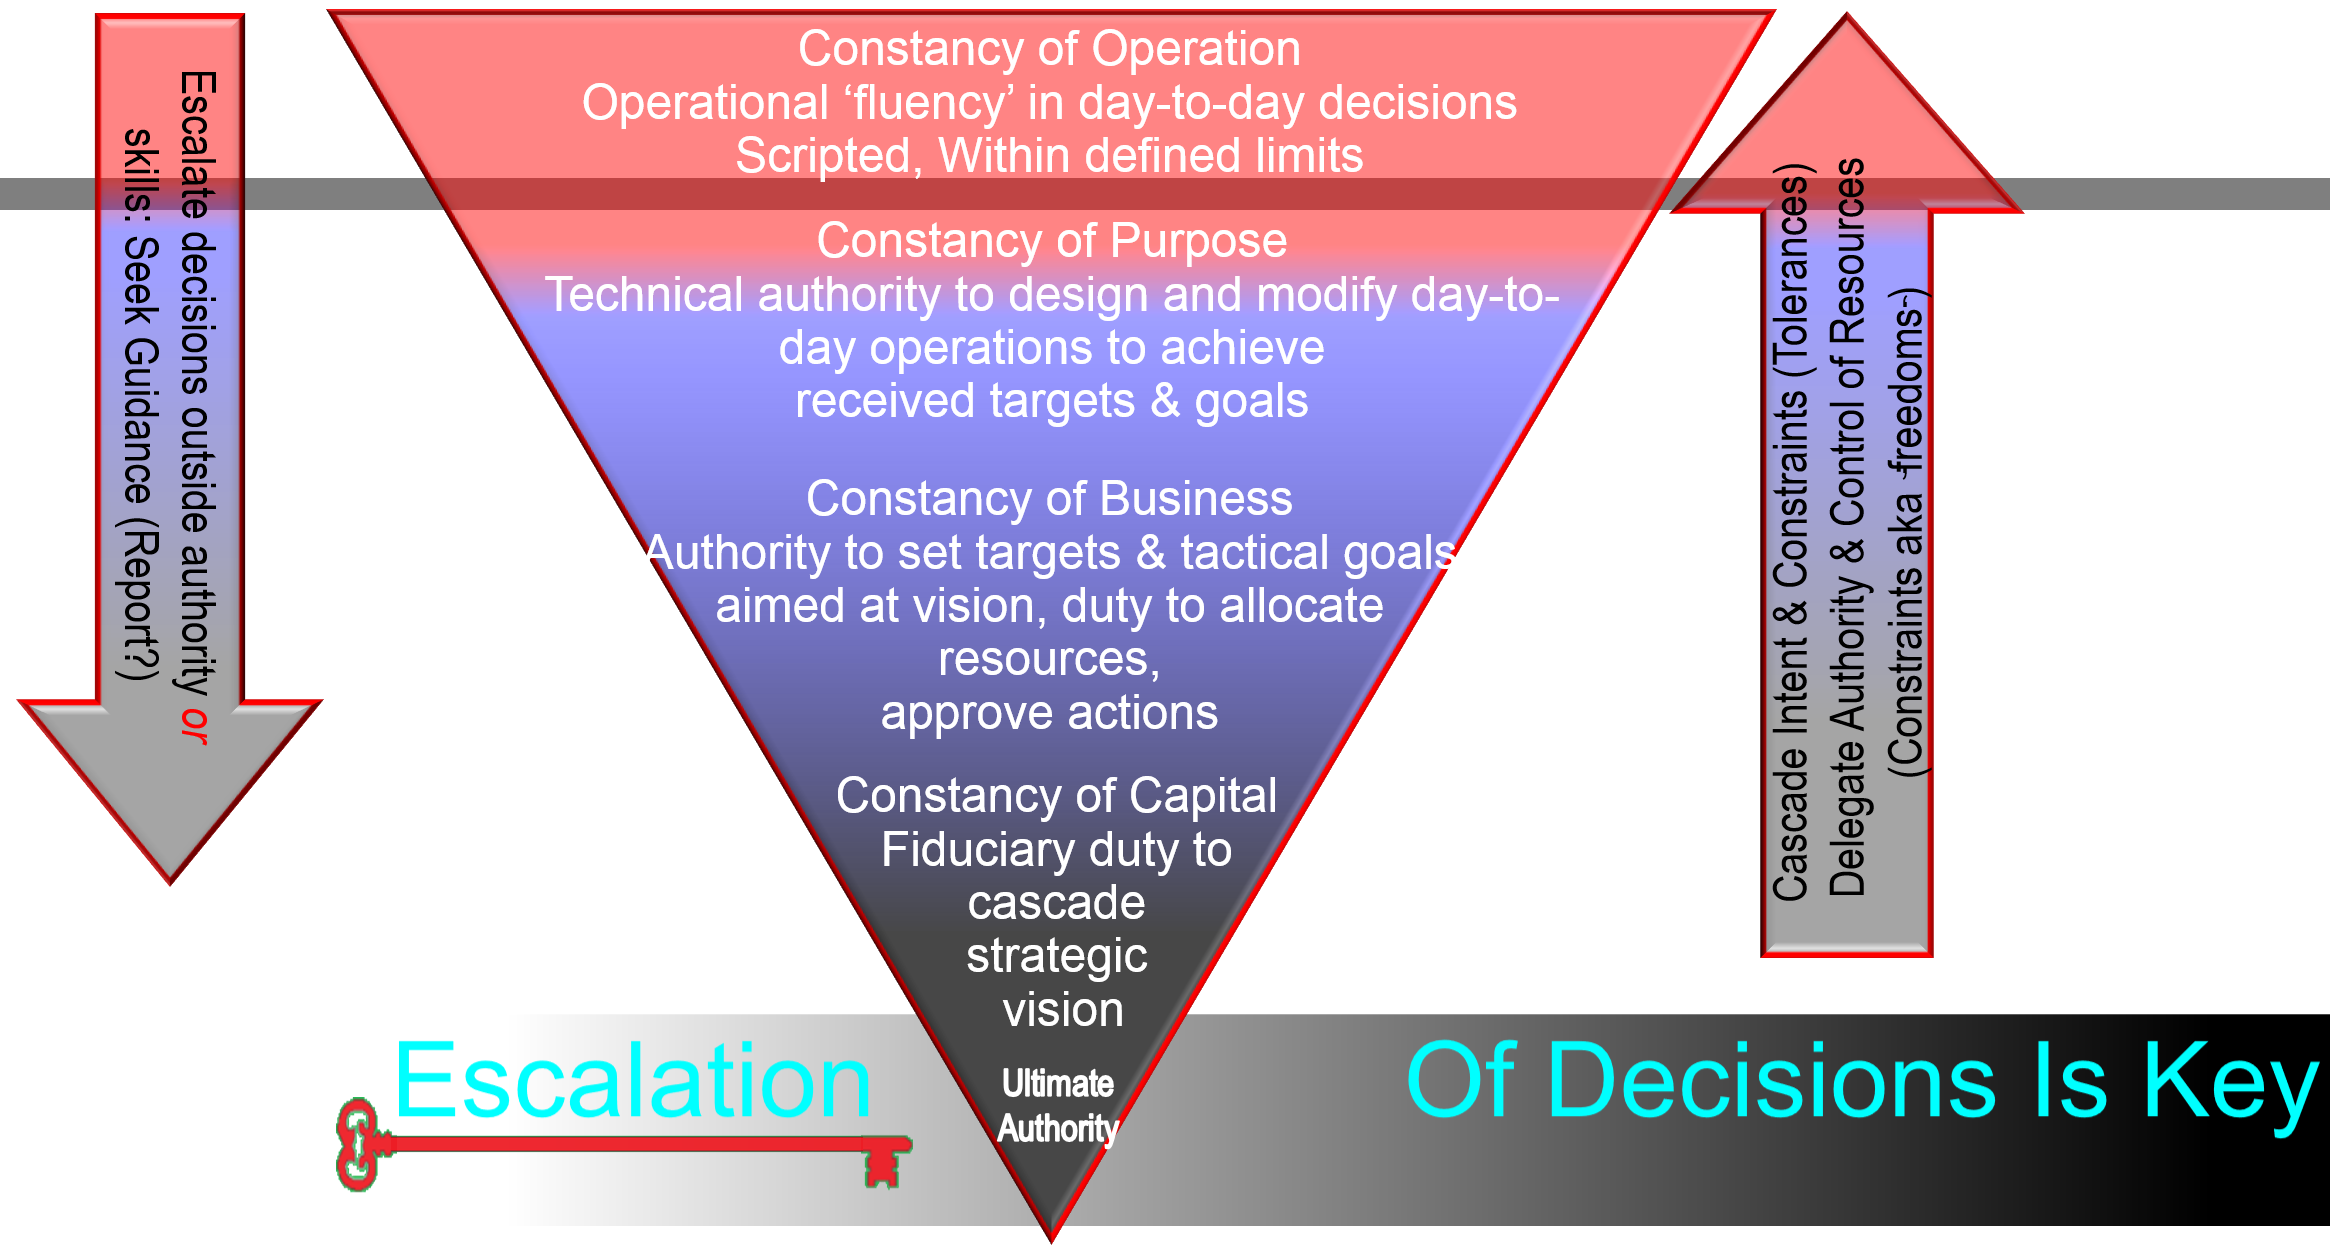 Constancy of Operation
Operational ‘fluency’ in day-to-day decisions
Scripted, Within defined limits
Constancy of Purpose
Technical authority to design and modify day-to-
day operations to achieve
received targets & goals
Constancy of Business
Authority to set targets & tactical goals
aimed at vision, duty to allocate
resources,
approve actions
Constancy of Capital
Fiduciary duty to
cascade
strategic
vision
Ultimate
Authority
Escalate decisions outside authority or
skills: Seek Guidance (Report?)
Cascade Intent & Constraints (Tolerances)
Delegate Authority & Control of Resources
(Constraints aka -freedoms-)
Escalation
Of Decisions Is Key